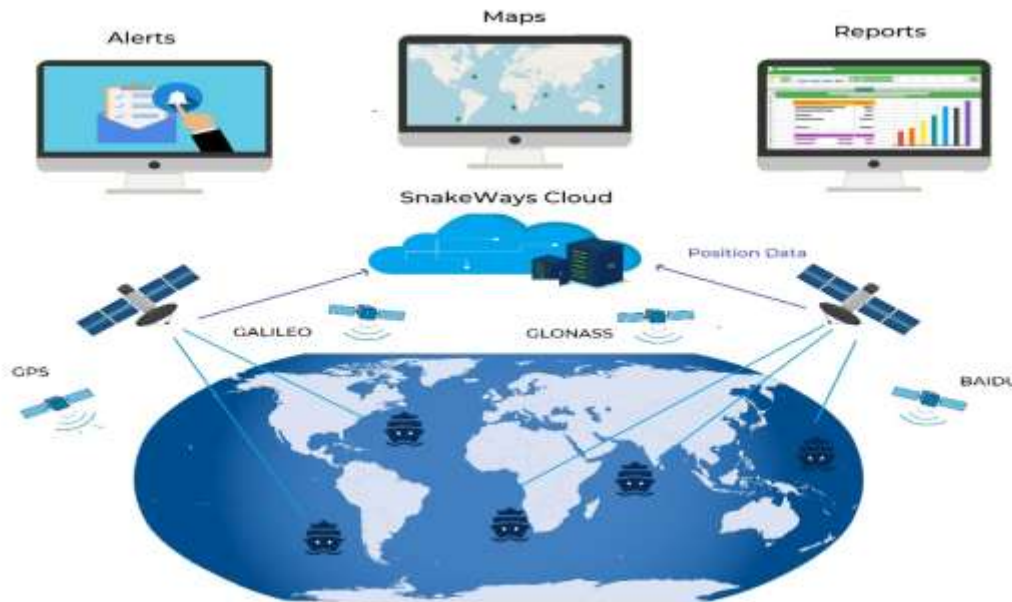 Alerts
Maps
Reports
SnakeWays Cloud
Position Data
GALILEO
GLONASS
GPS
BAIDU